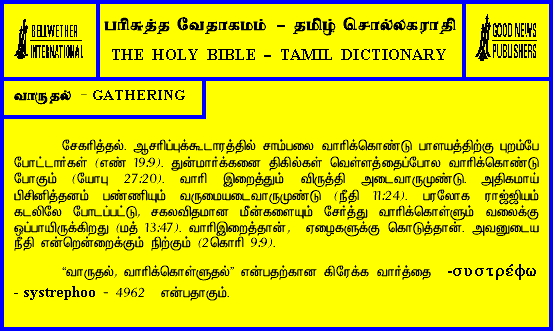 BELLWETHER
INTERNATIONAL
பரிசுத்த வேதாகமம் – தமிழ் சொல்லகராதி
THE HOLY BIBLE – TAMIL DICTIONARY
GOOD NEWS
PUBLISHERS
வாருதல் – GATHERING
சேகரித்தல். ஆசரிப்புக்கூடாரத்தில் சாம்பலை வாரிக்கொண்டு பாளயத்திற்கு புறம்பே
போட்டார்கள் (எண் 19:9). துன்மார்க்கனை திகில்கள் வெள்ளத்தைப்போல வாரிக்கொண்டு
போகும் (யோபு 27:20). வாரி இறைத்தும் விருத்தி அடைவாருமுண்டு. அதிகமாய்
பிசினித்தனம் பண்ணியும் வருமையடைவாருமுண்டு (நீதி 11:24). பரலோக ராஜ்ஜியம்
கடலிலே போடப்பட்டு, சகலவிதமான மீன்களையும் சேர்த்து வாரிக்கொள்ளும் வலைக்கு
ஒப்பாயிருக்கிறது (மத் 13:47). வாரிஇறைத்தான், ஏழைகளுக்கு கொடுத்தான். அவனுடைய
நீதி என்றென்றைக்கும் நிற்கும் (2கொரி 9:9).
“வாருதல், வாரிக்கொள்ளுதல்” என்பதற்கான கிரேக்க வார்த்தை -συστρέφω
- systrephoo - 4962 என்பதாகும்.